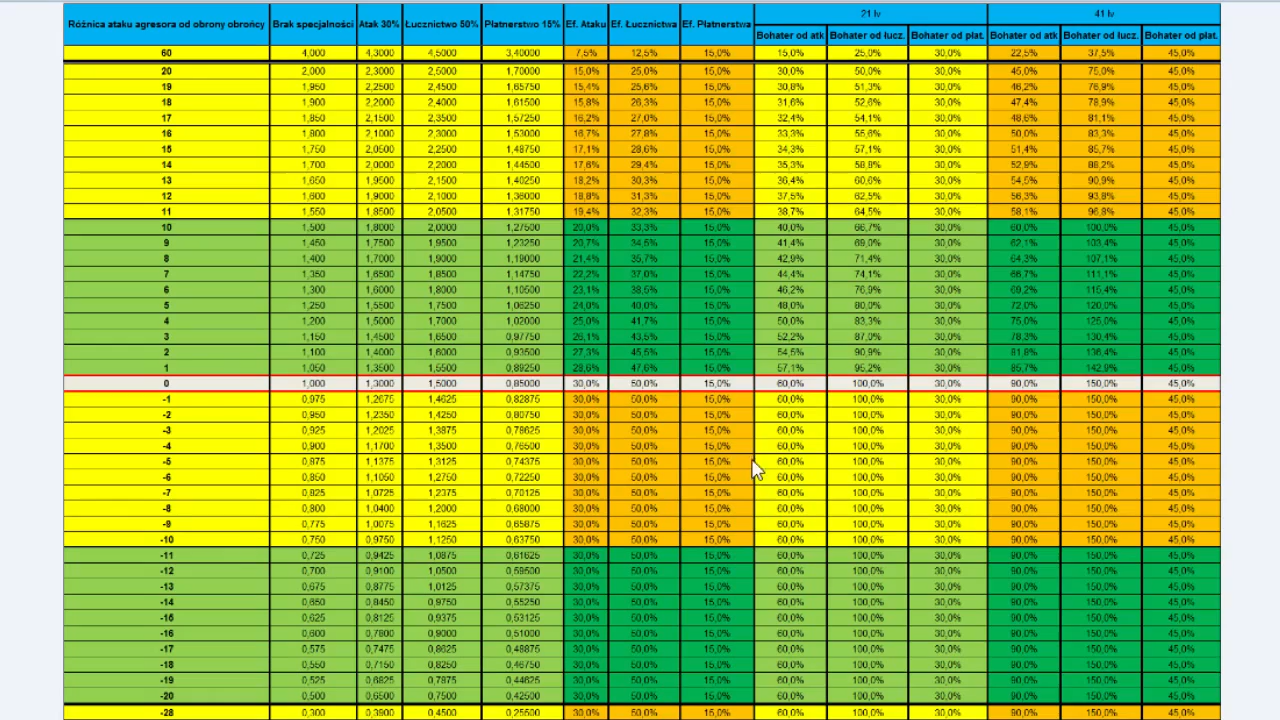 21 lv 41 lv
Różnica ataku agresora od obrony obrońcy Brak specjalności Atak 30% Łucznictwo 50% Płatnerstwo 15% Ef. Ataku Ef. Łucznictwa Ef. Płatnerstwa Bohater od atk Bohater od łucz. Bohater od płat. Bohater od atk Bohater od łucz. Bohater od płat.
60 4,000 4,3000 4,5000 3,40000 7,5% 12,5% 15,0% 15,0% 25,0% 30,0% 22,5% 37,5% 45,0%
20 2,000 2,3000 2,5000 1,70000 15,0% 25,0% 15,0% 30,0% 50,0% 30,0% 45,0% 75,0% 45,0%
19 1,950 2,2500 2,4500 1,65750 15,4% 25,6% 15,0% 30,8% 51,3% 30,0% 46,2% 76,9% 45,0%
18 1,900 2,2000 2,4000 1,61500 15,8% 26,3% 15,0% 31,6% 52,6% 30,0% 47,4% 78,9% 45,0%
17 1,850 2,1500 2,3500 1,57250 16,2% 27,0% 15,0% 32,4% 54,1% 30,0% 48,6% 81,1% 45,0%
16 1,800 2,1000 2,3000 1,53000 16,7% 27,8% 15,0% 33,3% 55,6% 30,0% 50,0% 83,3% 45,0%
15 1,750 2,0500 2,2500 1,48750 17,1% 28,6% 15,0% 34,3% 57,1% 30,0% 51,4% 85,7% 45,0%
14 1,700 2,0000 2,2000 1,44500 17,6% 29,4% 15,0% 35,3% 58,8% 30,0% 52,9% 88,2% 45,0%
13 1,650 1,9500 2,1500 1,40250 18,2% 30,3% 15,0% 36,4% 60,6% 30,0% 54,5% 90,9% 45,0%
12 1,600 1,9000 2,1000 1,36000 18,8% 31,3% 15,0% 37,5% 62,5% 30,0% 56,3% 93,8% 45,0%
11 1,550 1,8500 2,0500 1,31750 19,4% 32,3% 15,0% 38,7% 64,5% 30,0% 58,1% 96,8% 45,0%
10 1,500 1,8000 2,0000 1,27500 20,0% 33,3% 15,0% 40,0% 66,7% 30,0% 60,0% 100,0% 45,0%
9 1,450 1,7500 1,9500 1,23250 20,7% 34,5% 15,0% 41,4% 69,0% 30,0% 62,1% 103,4% 45,0%
8 1,400 1,7000 1,9000 1,19000 21,4% 35,7% 15,0% 42,9% 71,4% 30,0% 64,3% 107,1% 45,0%
7 1,350 1,6500 1,8500 1,14750 22,2% 37,0% 15,0% 44,4% 74,1% 30,0% 66,7% 111,1% 45,0%
6 1,300 1,6000 1,8000 1,10500 23,1% 38,5% 15,0% 46,2% 76,9% 30,0% 69,2% 115,4% 45,0%
5 1,250 1,5500 1,7500 1,06250 24,0% 40,0% 15,0% 48,0% 80,0% 30,0% 72,0% 120,0% 45,0%
4 1,200 1,5000 1,7000 1,02000 25,0% 41,7% 15,0% 50,0% 83,3% 30,0% 75,0% 125,0% 45,0%
3 1,150 1,4500 1,6500 0,97750 26,1% 43,5% 15,0% 52,2% 87,0% 30,0% 78,3% 130,4% 45,0%
2 1,100 1,4000 1,6000 0,93500 27,3% 45,5% 15,0% 54,5% 90,9% 30,0% 81,8% 136,4% 45,0%
1 1,050 1,3500 1,5500 0,89250 28,6% 47,6% 15,0% 57,1% 95,2% 30,0% 85,7% 142,9% 45,0%
0 1,000 1,3000 1,5000 0,85000 30,0% 50,0% 15,0% 60,0% 100,0% 30,0% 90,0% 150,0% 45,0%
-1 0,975 1,2675 1,4625 0,82875 30,0% 50,0% 15,0% 60,0% 100,0% 30,0% 90,0% 150,0% 45,0%
-2 0,950 1,2350 1,4250 0,80750 30,0% 50,0% 15,0% 60,0% 100,0% 30,0% 90,0% 150,0% 45,0%
-3 0,925 1,2025 1,3875 0,78625 30,0% 50,0% 15,0% 60,0% 100,0% 30,0% 90,0% 150,0% 45,0%
-4 0,900 1,1700 1,3500 0,76500 30,0% 50,0% 15,0% 60,0% 100,0% 30,0% 90,0% 150,0% 45,0%
-5 0,875 1,1375 1,3125 0,74375 30,0% 50,0% 15,0% 60,0% 100,0% 30,0% 90,0% 150,0% 45,0%
-6 0,850 1,1050 1,2750 0,72250 30,0% 50,0% 15,0% 60,0% 100,0% 30,0% 90,0% 150,0% 45,0%
-7 0,825 1,0725 1,2375 0,70125 30,0% 50,0% 15,0% 60,0% 100,0% 30,0% 90,0% 150,0% 45,0%
-8 0,800 1,0400 1,2000 0,68000 30,0% 50,0% 15,0% 60,0% 100,0% 30,0% 90,0% 150,0% 45,0%
-9 0,775 1,0075 1,1625 0,65875 30,0% 50,0% 15,0% 60,0% 100,0% 30,0% 90,0% 150,0% 45,0%
-10 0,750 0,9750 1,1250 0,63750 30,0% 50,0% 15,0% 60,0% 100,0% 30,0% 90,0% 150,0% 45,0%
-11 0,725 0,9425 1,0875 0,61625 30,0% 50,0% 15,0% 60,0% 100,0% 30,0% 90,0% 150,0% 45,0%
-12 0,700 0,9100 1,0500 0,59500 30,0% 50,0% 15,0% 60,0% 100,0% 30,0% 90,0% 150,0% 45,0%
-13 0,675 0,8775 1,0125 0,57375 30,0% 50,0% 15,0% 60,0% 100,0% 30,0% 90,0% 150,0% 45,0%
-14 0,650 0,8450 0,9750 0,55250 30,0% 50,0% 15,0% 60,0% 100,0% 30,0% 90,0% 150,0% 45,0%
-15 0,625 0,8125 0,9375 0,53125 30,0% 50,0% 15,0% 60,0% 100,0% 30,0% 90,0% 150,0% 45,0%
-16 0,600 0,7800 0,9000 0,51000 30,0% 50,0% 15,0% 60,0% 100,0% 30,0% 90,0% 150,0% 45,0%
-17 0,575 0,7475 0,8625 0,48875 30,0% 50,0% 15,0% 60,0% 100,0% 30,0% 90,0% 150,0% 45,0%
-18 0,550 0,7150 0,8250 0,46750 30,0% 50,0% 15,0% 60,0% 100,0% 30,0% 90,0% 150,0% 45,0%
-19 0,525 0,6825 0,7875 0,44625 30,0% 50,0% 15,0% 60,0% 100,0% 30,0% 90,0% 150,0% 45,0%
-20 0,500 0,6500 0,7500 0,42500 30,0% 50,0% 15,0% 60,0% 100,0% 30,0% 90,0% 150,0% 45,0%
-28 0,300 0,3900 0,4500 0,25500 30,0% 50,0% 15,0% 60,0% 100,0% 30,0% 90,0% 150,0% 45,0%